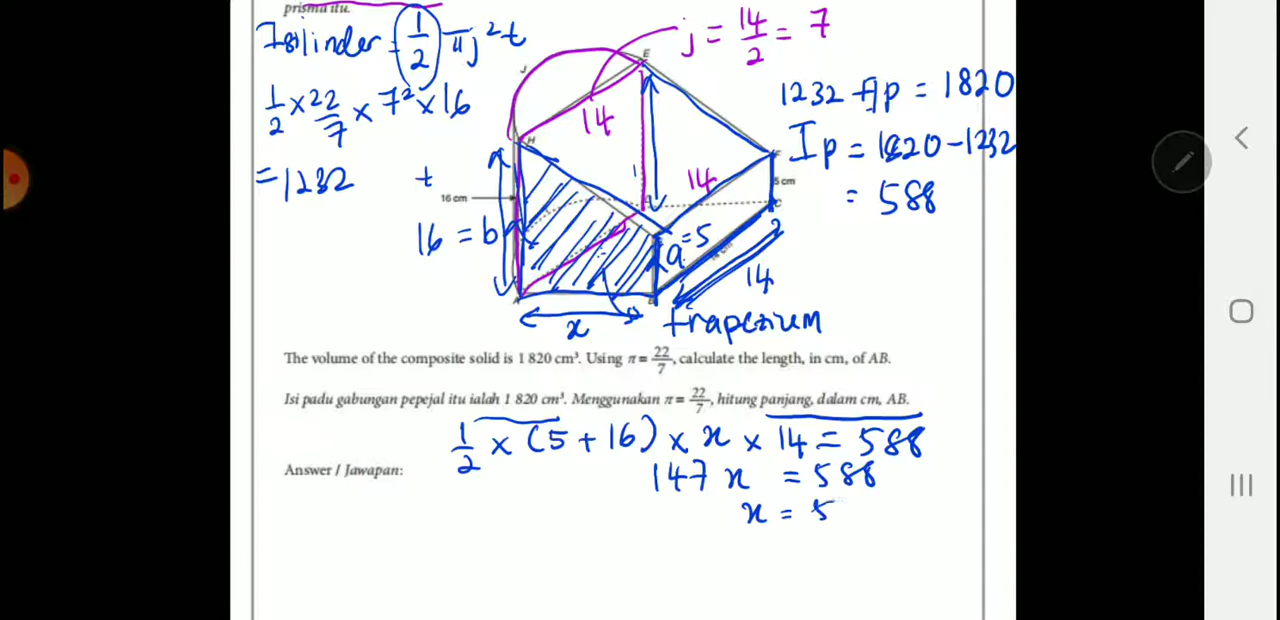 prisma itu.
Isilinder = 1/2 πj²t
1/2 × 22/7 × 7² × 16
= 1232
j = 14/2 = 7
1232 + Ip = 1820
Ip = 1820 - 1232
= 588
J
E
H
14
14
F
5 cm
C
16 cm
t
16 = b
a = 5
A
B
14
x
trapezium
The volume of the composite solid is 1 820 cm³. Using π = 22/7, calculate the length, in cm, of AB.
Isi padu gabungan pepejal itu ialah 1 820 cm³. Menggunakan π = 22/7, hitung panjang, dalam cm, AB.
1/2 × (5 + 16) × x × 14 = 588
Answer / Jawapan:
147 x = 588
x = 5